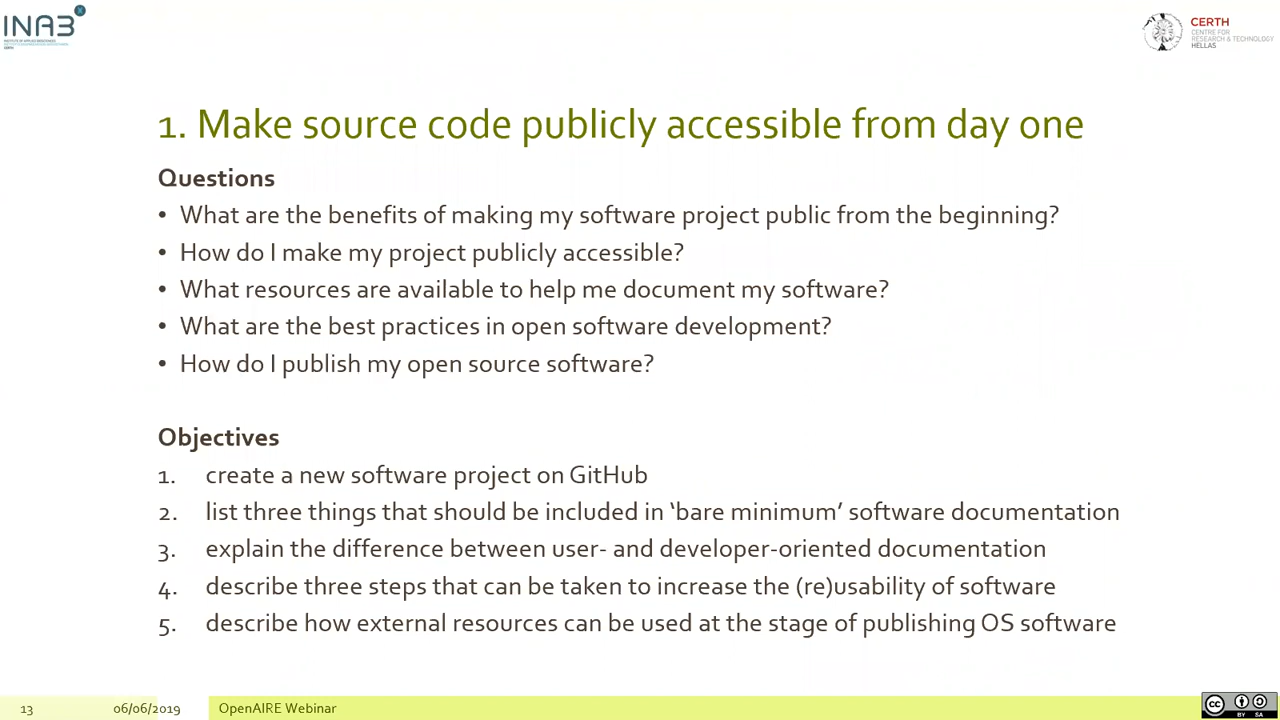 INAB
CERTH
CENTRE FOR
RESEARCH & TECHNOLOGY
HELLAS
1. Make source code publicly accessible from day one
Questions
• What are the benefits of making my software project public from the beginning?
• How do I make my project publicly accessible?
• What resources are available to help me document my software?
• What are the best practices in open software development?
• How do I publish my open source software?
Objectives
1. create a new software project on GitHub
2. list three things that should be included in ‘bare minimum’ software documentation
3. explain the difference between user- and developer-oriented documentation
4. describe three steps that can be taken to increase the (re)usability of software
5. describe how external resources can be used at the stage of publishing OS software
13 06/06/2019 OpenAIRE Webinar
CC BY SA